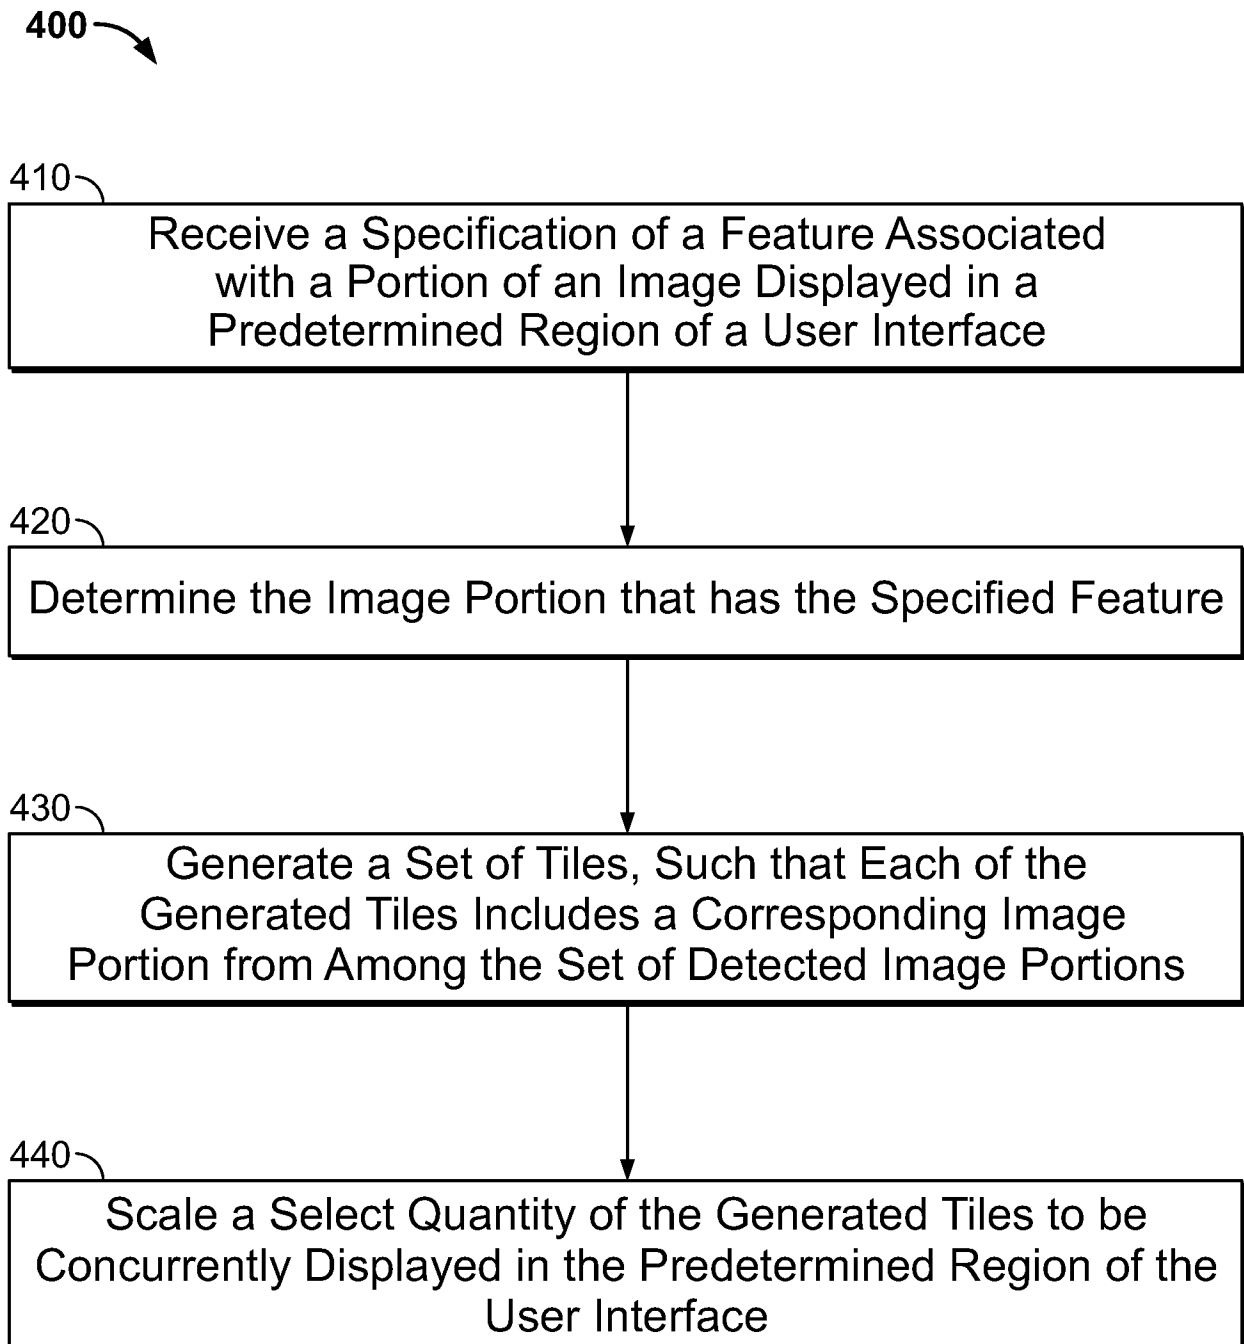 400
410
Receive a Specification of a Feature Associated
with a Portion of an Image Displayed in a
Predetermined Region of a User Interface
420
Determine the Image Portion that has the Specified Feature
430
Generate a Set of Tiles, Such that Each of the
Generated Tiles Includes a Corresponding Image
Portion from Among the Set of Detected Image Portions
440
Scale a Select Quantity of the Generated Tiles to be
Concurrently Displayed in the Predetermined Region of the
User Interface